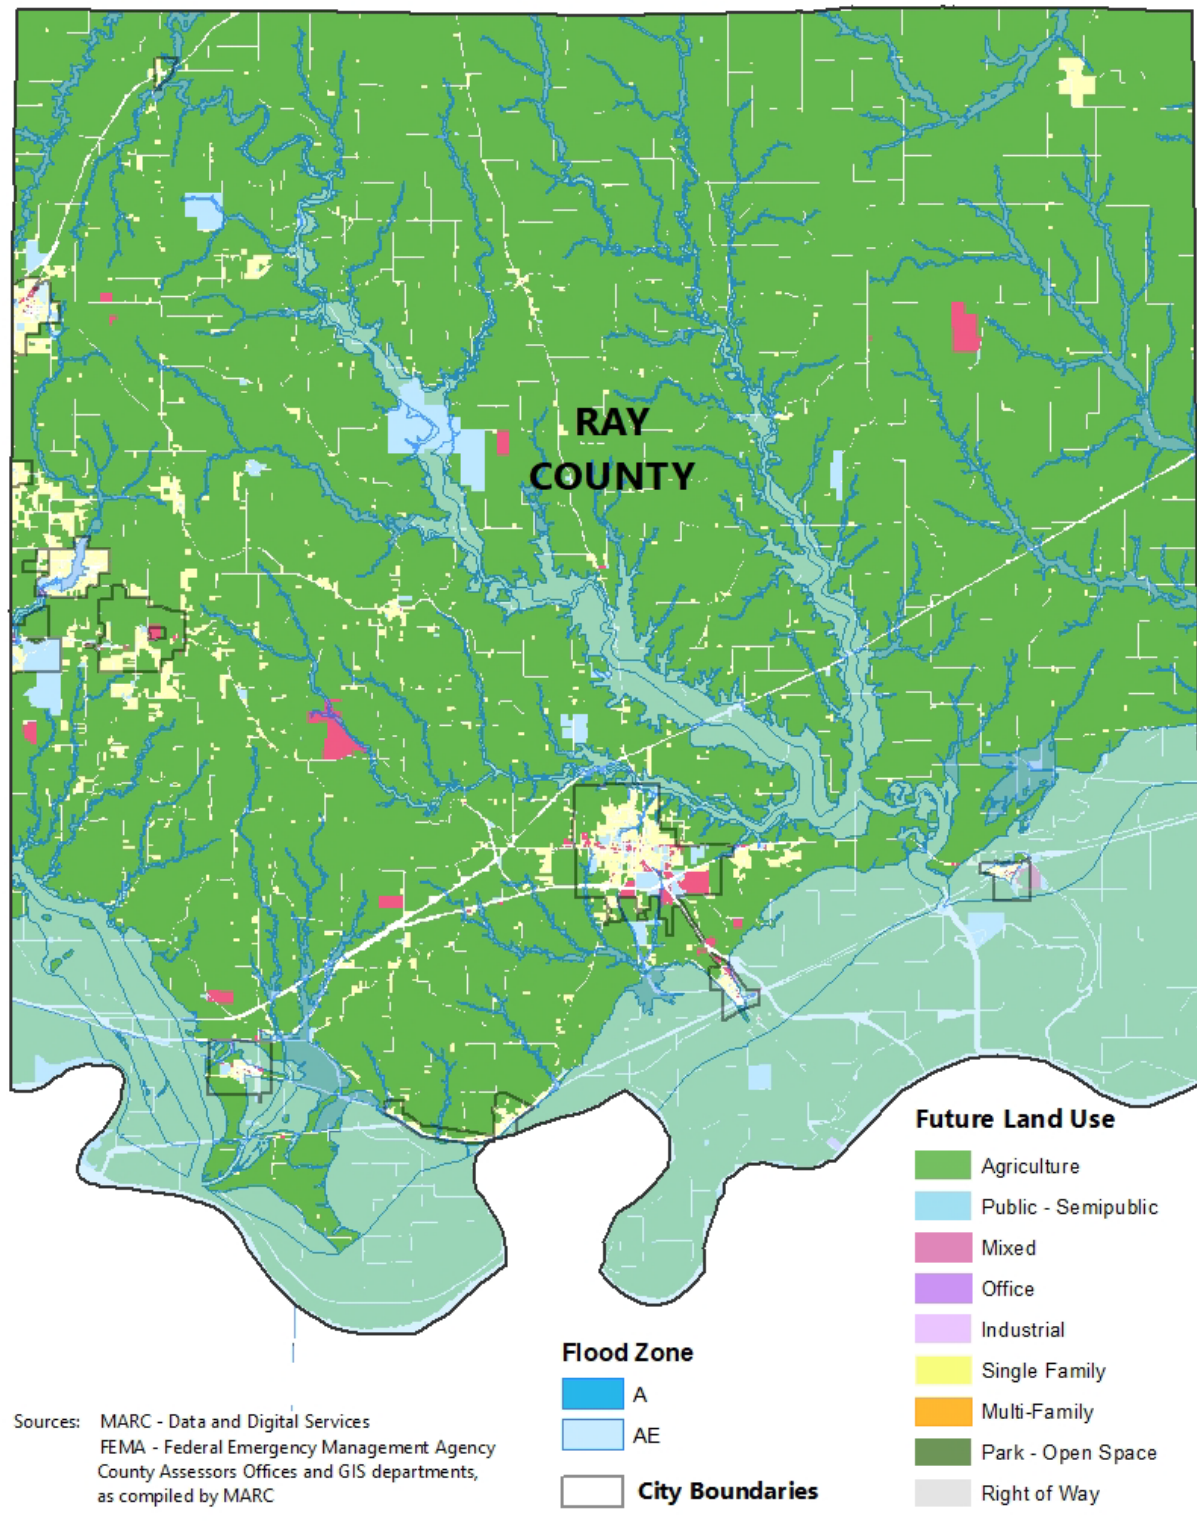 RAY
COUNTY
Future Land Use
Agriculture
Public - Semipublic
Mixed
Office
Industrial
Single Family
Multi-Family
Park - Open Space
Right of Way
Flood Zone
A
AE
City Boundaries
Sources: MARC - Data and Digital Services
FEMA - Federal Emergency Management Agency
County Assessors Offices and GIS departments,
as compiled by MARC